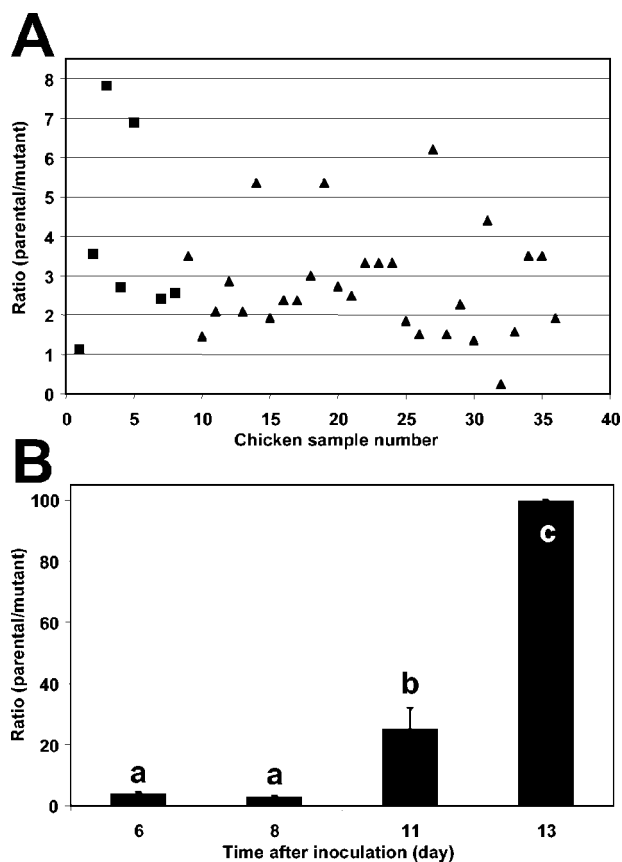 A
8
7
6
5
4
3
2
1
0
Ratio (parental/mutant)
0 5 10 15 20 25 30 35 40
Chicken sample number
B
100
80
60
40
20
0
Ratio (parental/mutant)
a a b c
6 8 11 13
Time after inoculation (day)